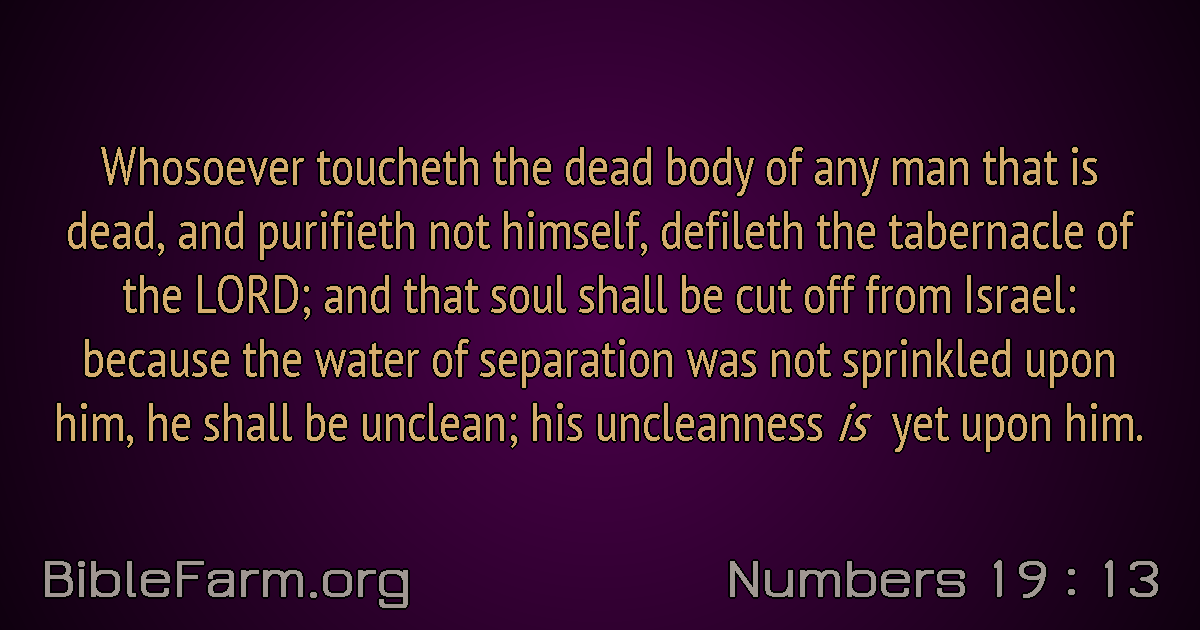 Whosoever toucheth the dead body of any man that is
dead, and purifieth not himself, defileth the tabernacle of
the LORD; and that soul shall be cut off from Israel:
because the water of separation was not sprinkled upon
him, he shall be unclean; his uncleanness is yet upon him.
BibleFarm.org
Numbers 19 : 13